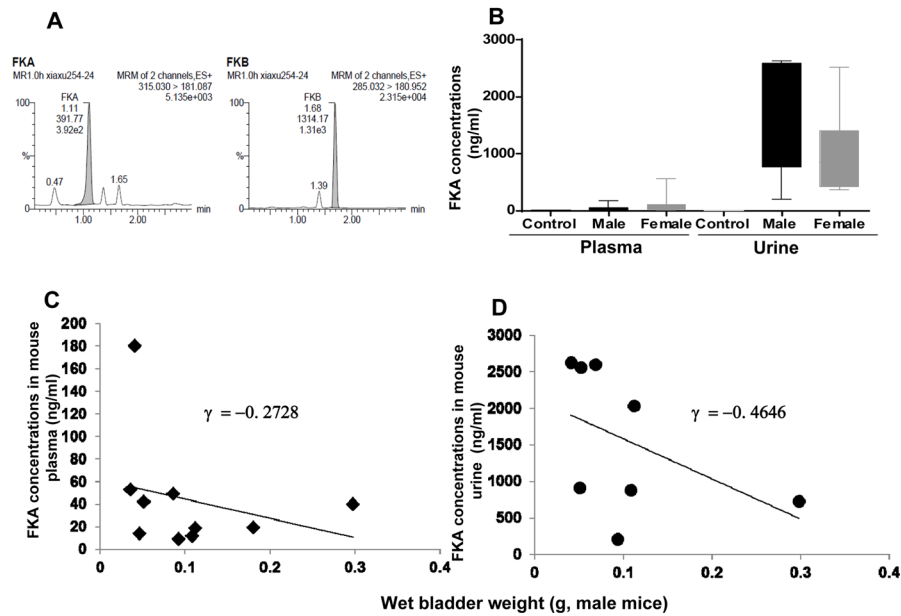 A
FKA
MR1.0h xiaxu254-24
MRM of 2 channels,ES+
315.030 > 181.087
5.135e+003
FKA
1.11
391.77
3.92e2
100
%
0
0.47
1.65
1.00
2.00
min
FKB
MR1.0h xiaxu254-24
MRM of 2 channels,ES+
285.032 > 180.952
2.315e+004
FKB
1.68
1314.17
1.31e3
100
%
0
1.39
1.00
2.00
min
B
FKA concentrations
(ng/ml)
3000
2000
1000
0
Control Male Female Control Male Female
Plasma Urine
C
FKA concentrations in mouse
plasma (ng/ml)
200
180
160
140
120
100
80
60
40
20
0
γ = −0.2728
0 0.1 0.2 0.3 0.4
D
FKA concentrations in mouse
urine (ng/ml)
3000
2500
2000
1500
1000
500
0
γ = −0.4646
0 0.1 0.2 0.3 0.4
Wet bladder weight (g, male mice)